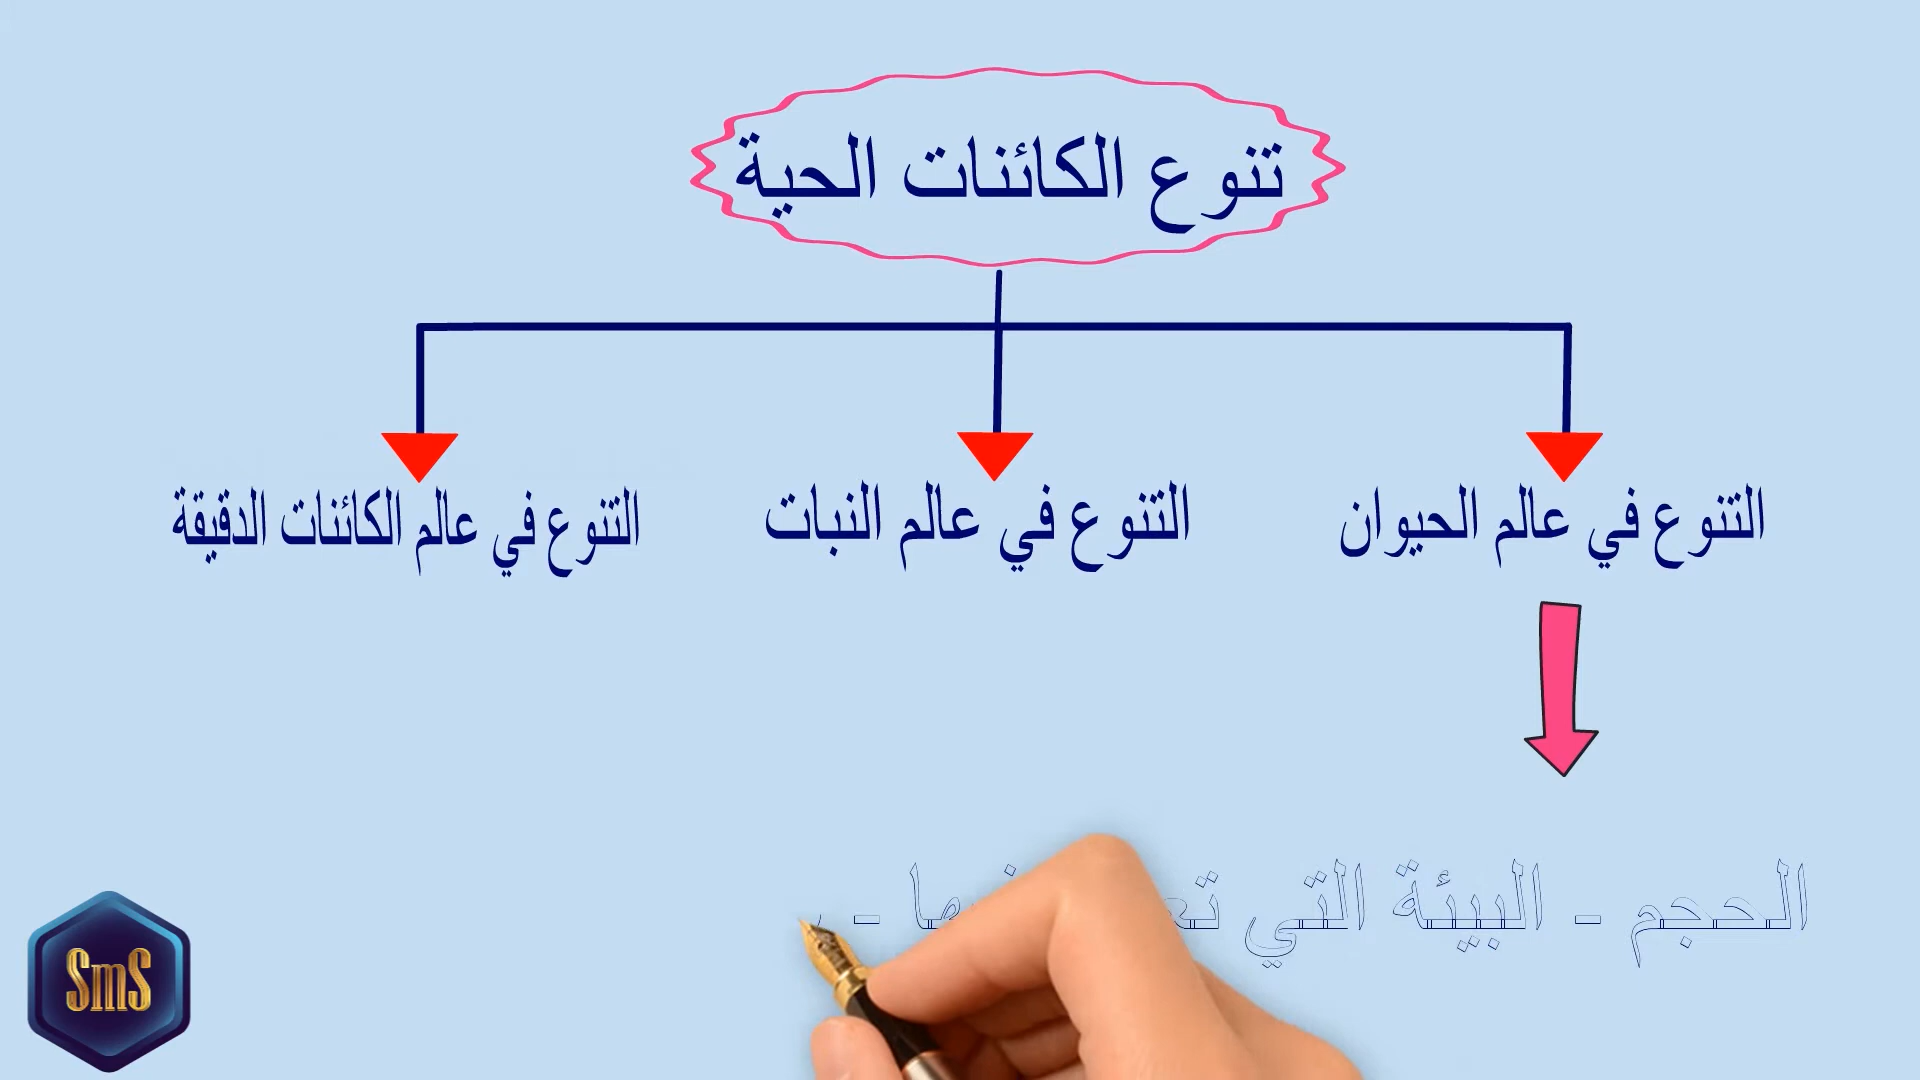 تنوع الكائنات الحية
التنوع في عالم الحيوان
التنوع في عالم النبات
التنوع في عالم الكائنات الدقيقة
الحجم - البيئة التي -
SmS